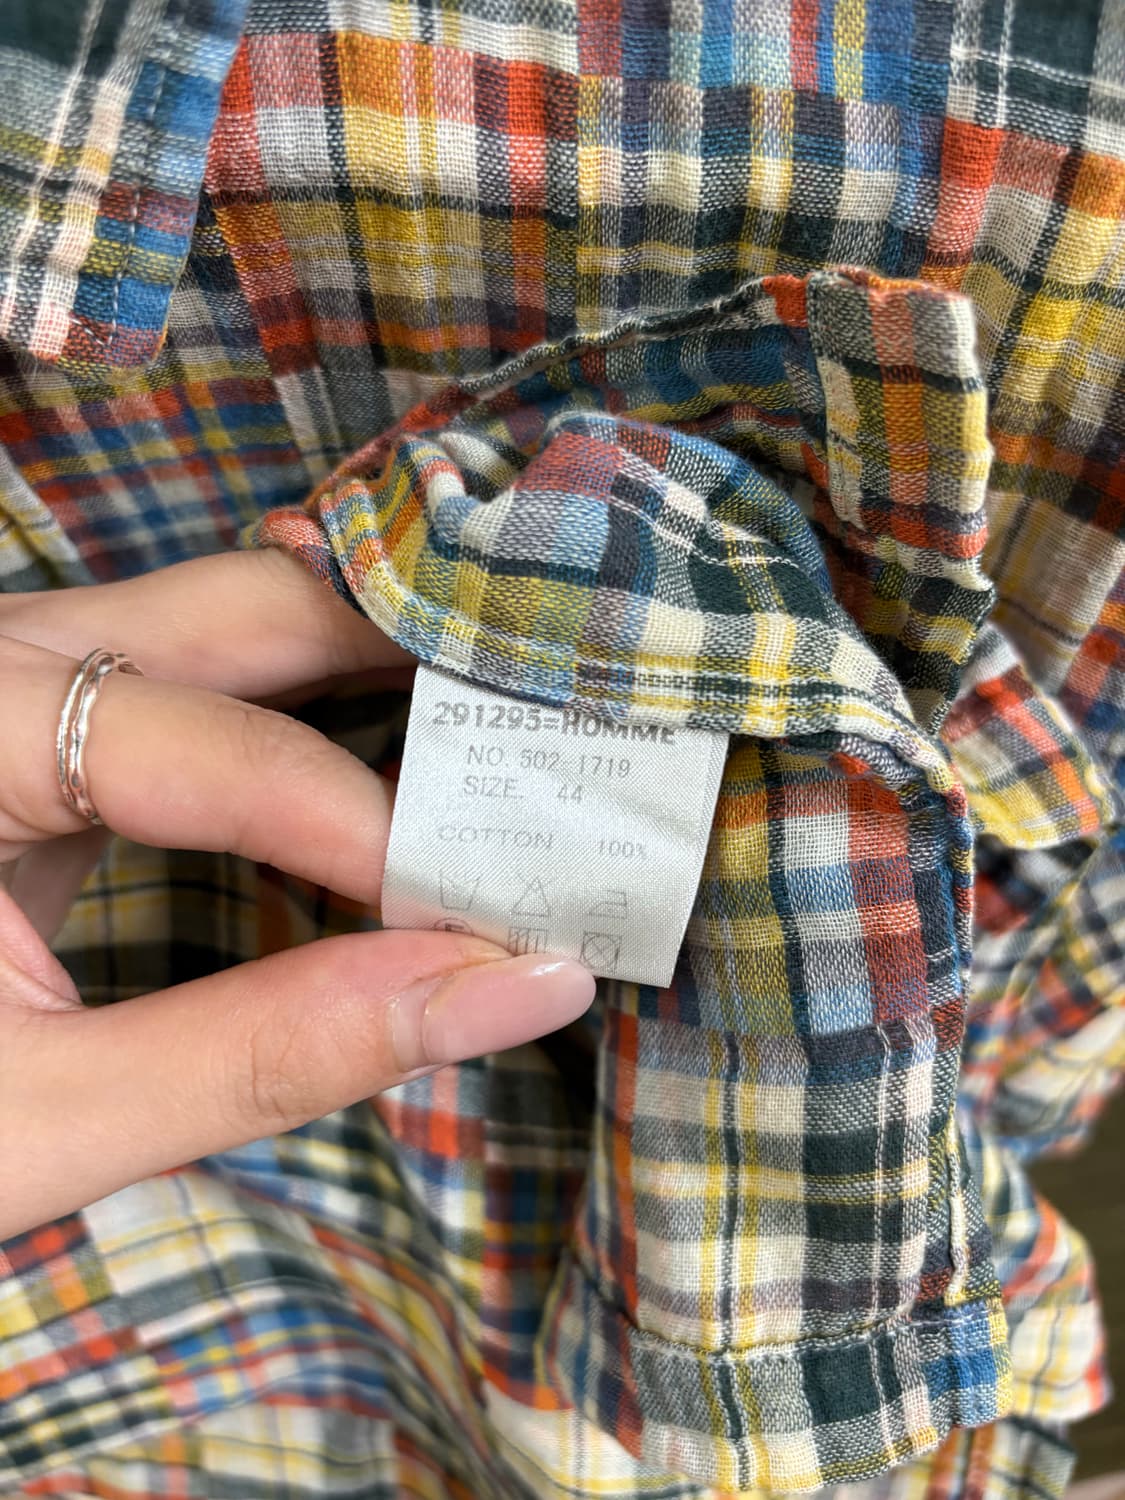 291295=HOMME
NO. 502 1719
SIZE. 44
COTTON 100%